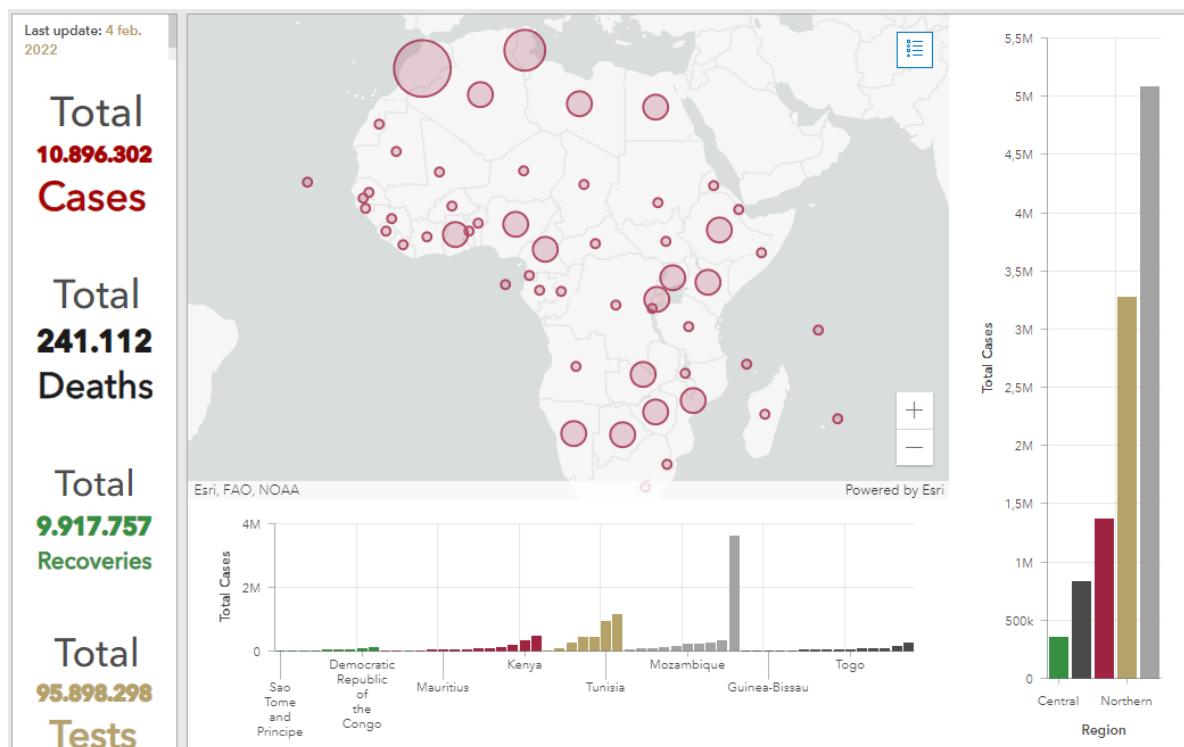 Last update: 4 feb.
2022
Total
10.896.302
Cases
Total
241.112
Deaths
Total
9.917.757
Recoveries
Total
95.898.298
Tests
Esri, FAO, NOAA
Powered by Esri
Total Cases
4M
2M
0
Sao
Tome
and
Principe
Democratic
Republic
of
the
Congo
Mauritius
Kenya
Tunisia
Mozambique
Guinea-Bissau
Togo
Total Cases
5,5M
5M
4,5M
4M
3,5M
3M
2,5M
2M
1,5M
1M
500k
0
Central
Northern
Region